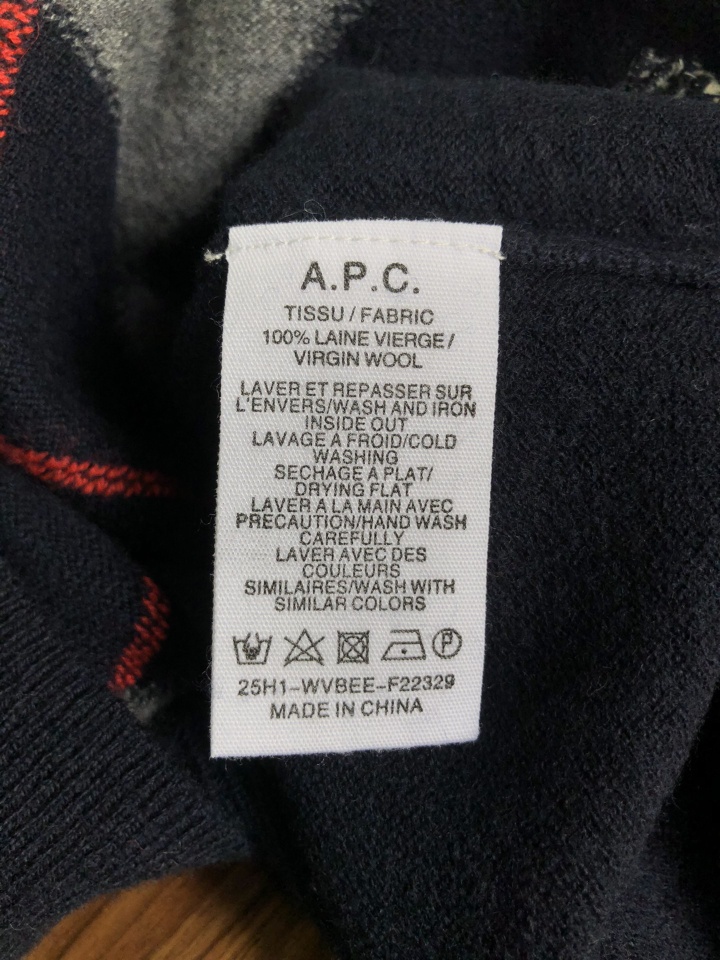 A.P.C.
TISSU / FABRIC
100% LAINE VIERGE /
VIRGIN WOOL
LAVER ET REPASSER SUR
L'ENVERS/WASH AND IRON
INSIDE OUT
LAVAGE A FROID/COLD
WASHING
SECHAGE A PLAT/
DRYING FLAT
LAVER A LA MAIN AVEC
PRECAUTION/HAND WASH
CAREFULLY
LAVER AVEC DES
COULEURS
SIMILAIRES/WASH WITH
SIMILAR COLORS
P
25H1-WVBEE-F22329
MADE IN CHINA